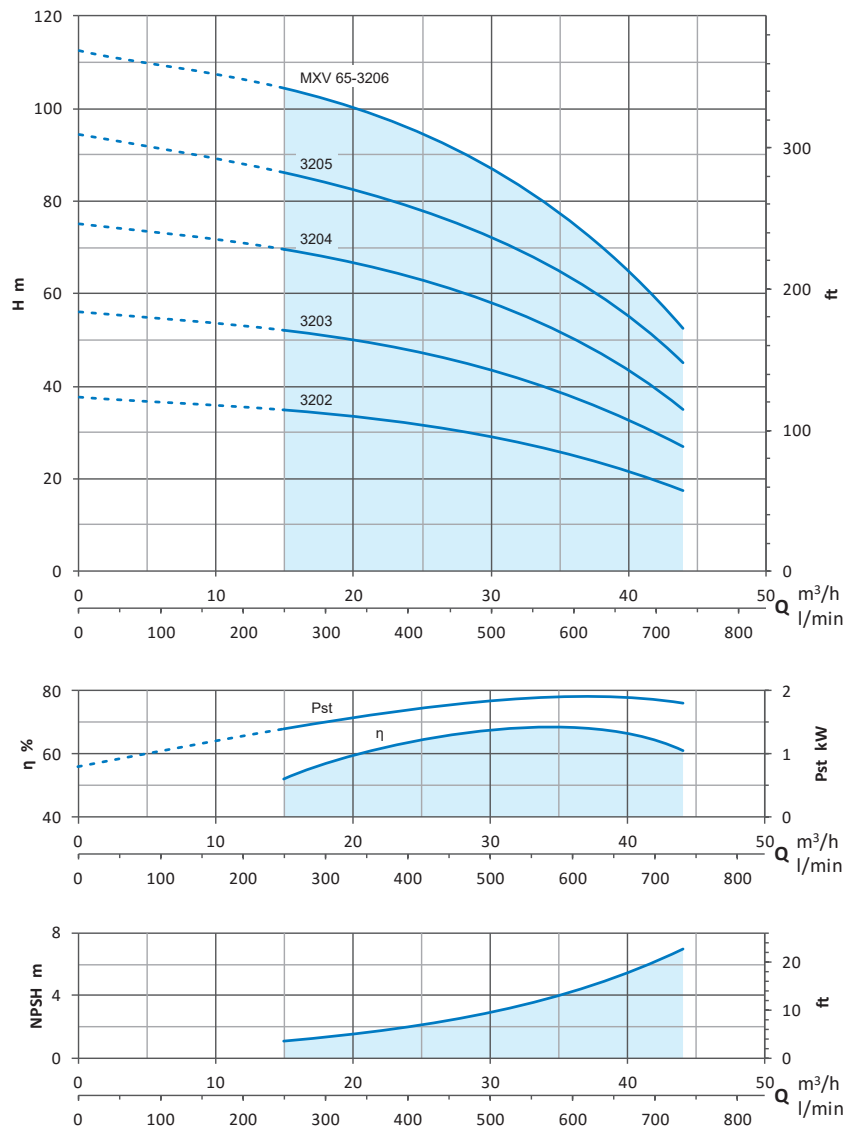 120
100
80
60
40
20
0
H m
MXV 65-3206
3205
3204
3203
3202
300
200
100
0
ft
0 10 20 30 40 50
Q m³/h
0 100 200 300 400 500 600 700 800
l/min
80
60
40
η %
Pst
η
2
1
0
Pst kW
0 10 20 30 40 50
Q m³/h
0 100 200 300 400 500 600 700 800
l/min
8
4
0
NPSH m
20
10
0
ft
0 10 20 30 40 50
Q m³/h
0 100 200 300 400 500 600 700 800
l/min